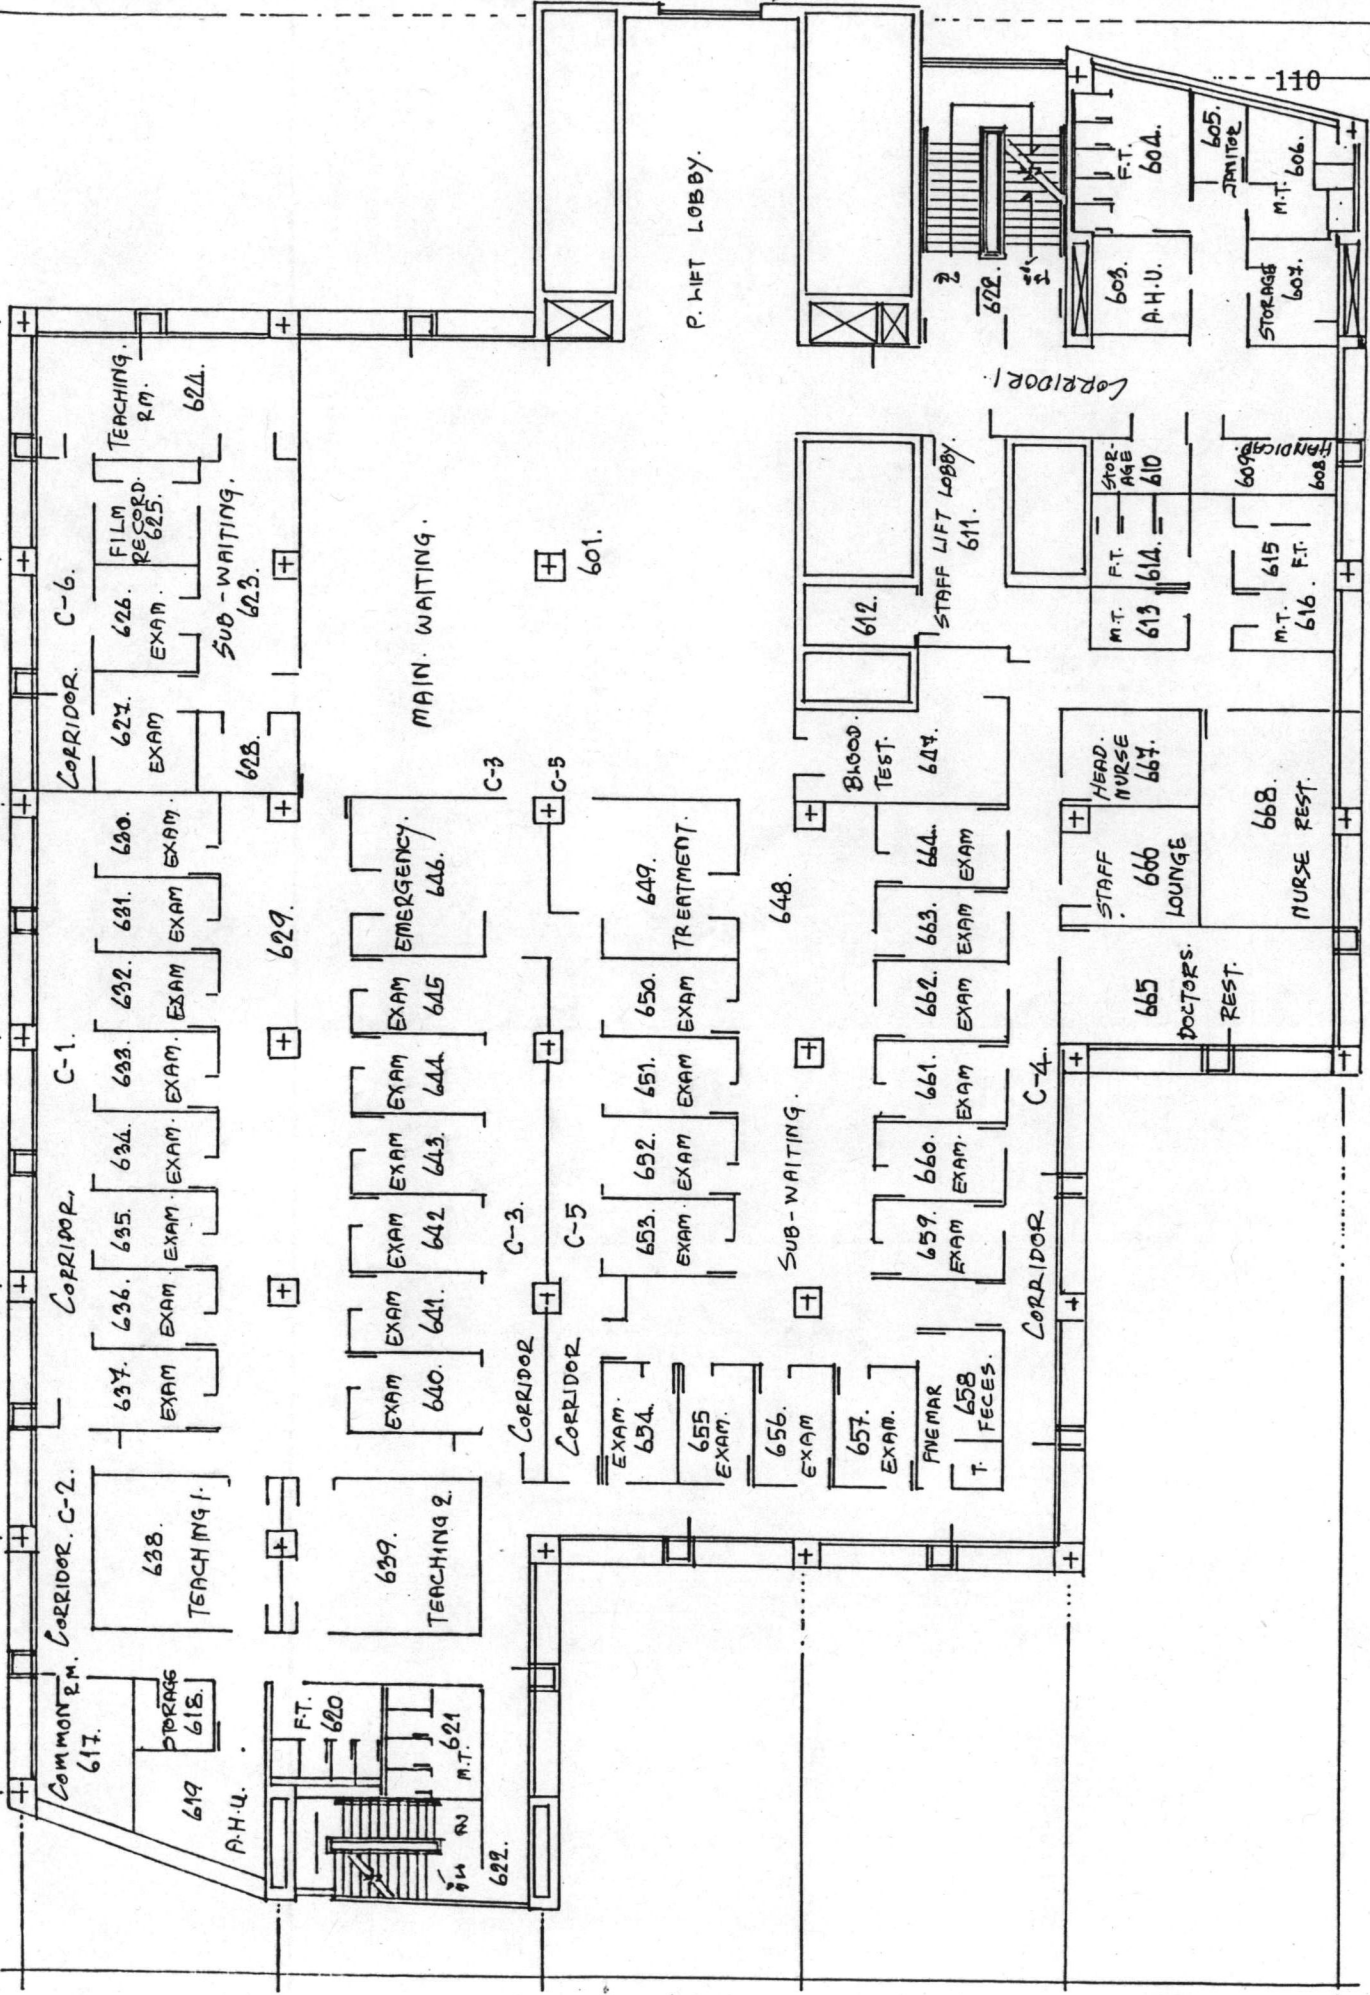 110
P. LIFT LOBBY.
F.T.
604.
605.
JANITOR
M.T. 606.
603.
A.H.U.
STORAGE
607.
622.
CORRIDOR 1
TEACHING.
RM.
624.
CORRIDOR. C-6.
FILM
RECORD.
625.
626.
EXAM.
627.
EXAM
SUB-WAITING.
623.
628.
MAIN. WAITING.
601.
612.
STAFF LIFT LOBBY.
611.
STOR-
AGE
610
609.
HANDICAP
608
F.T.
614.
M.T.
613
615
F.T.
M.T.
616.
BLOOD.
TEST.
647.
HEAD.
NURSE
667.
STAFF
666
LOUNGE
668.
NURSE REST.
665
DOCTORS.
REST.
C-3
C-5
CORRIDOR. C-1.
630.
EXAM.
631.
EXAM
632.
EXAM
633.
EXAM.
634.
EXAM.
635.
EXAM.
636.
EXAM.
637.
EXAM
629.
EMERGENCY.
646.
EXAM
645
EXAM
644
EXAM
643.
EXAM
642
EXAM
641.
EXAM
640.
CORRIDOR C-3.
CORRIDOR C-5
649.
TREATMENT.
650.
EXAM
651.
EXAM
652.
EXAM
653.
EXAM.
SUB-WAITING. 648.
664.
EXAM
663.
EXAM
662.
EXAM
661.
EXAM
660.
EXAM.
659.
EXAM
CORRIDOR C-4.
EXAM.
654.
655
EXAM.
656.
EXAM
657.
EXAM.
658
FECES.
T.
CORRIDOR. C-2.
638.
TEACHING 1.
639.
TEACHING 2.
COMMON RM.
617.
STORAGE
618.
619
A.H.U.
F.T.
620
621
M.T.
622.